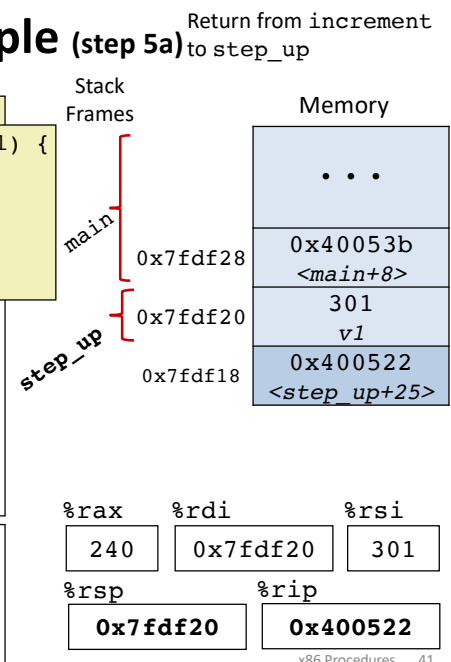 ple (step 5a) Return from increment
to step_up
Stack
Frames
Memory
1) {
• • •
main
0x7fdf28
0x40053b
<main+8>
step_up
0x7fdf20
301
v1
0x7fdf18
0x400522
<step_up+25>
%rax %rdi %rsi
240 0x7fdf20 301
%rsp %rip
0x7fdf20 0x400522
x86 Procedures 41